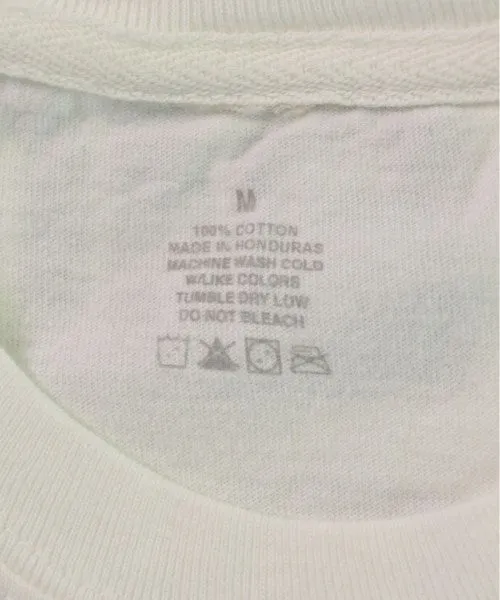 M
100% COTTON
MADE IN HONDURAS
MACHINE WASH COLD
W/LIKE COLORS
TUMBLE DRY LOW
DO NOT BLEACH